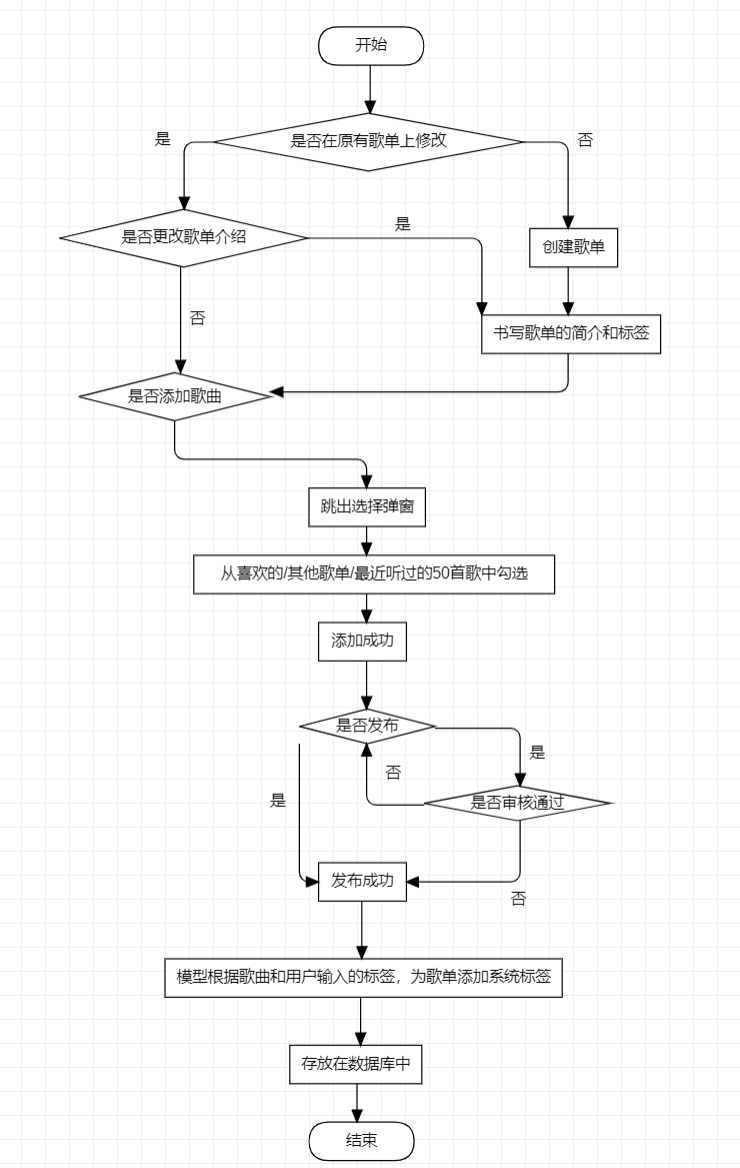 开始
是否在原有歌单上修改
是
否
是否更改歌单介绍
是
创建歌单
否
书写歌单的简介和标签
是否添加歌曲
跳出选择弹窗
从喜欢的/其他歌单/最近听过的50首歌中勾选
添加成功
是否发布
是
否
是
是否审核通过
发布成功
否
模型根据歌曲和用户输入的标签，为歌单添加系统标签
存放在数据库中
结束